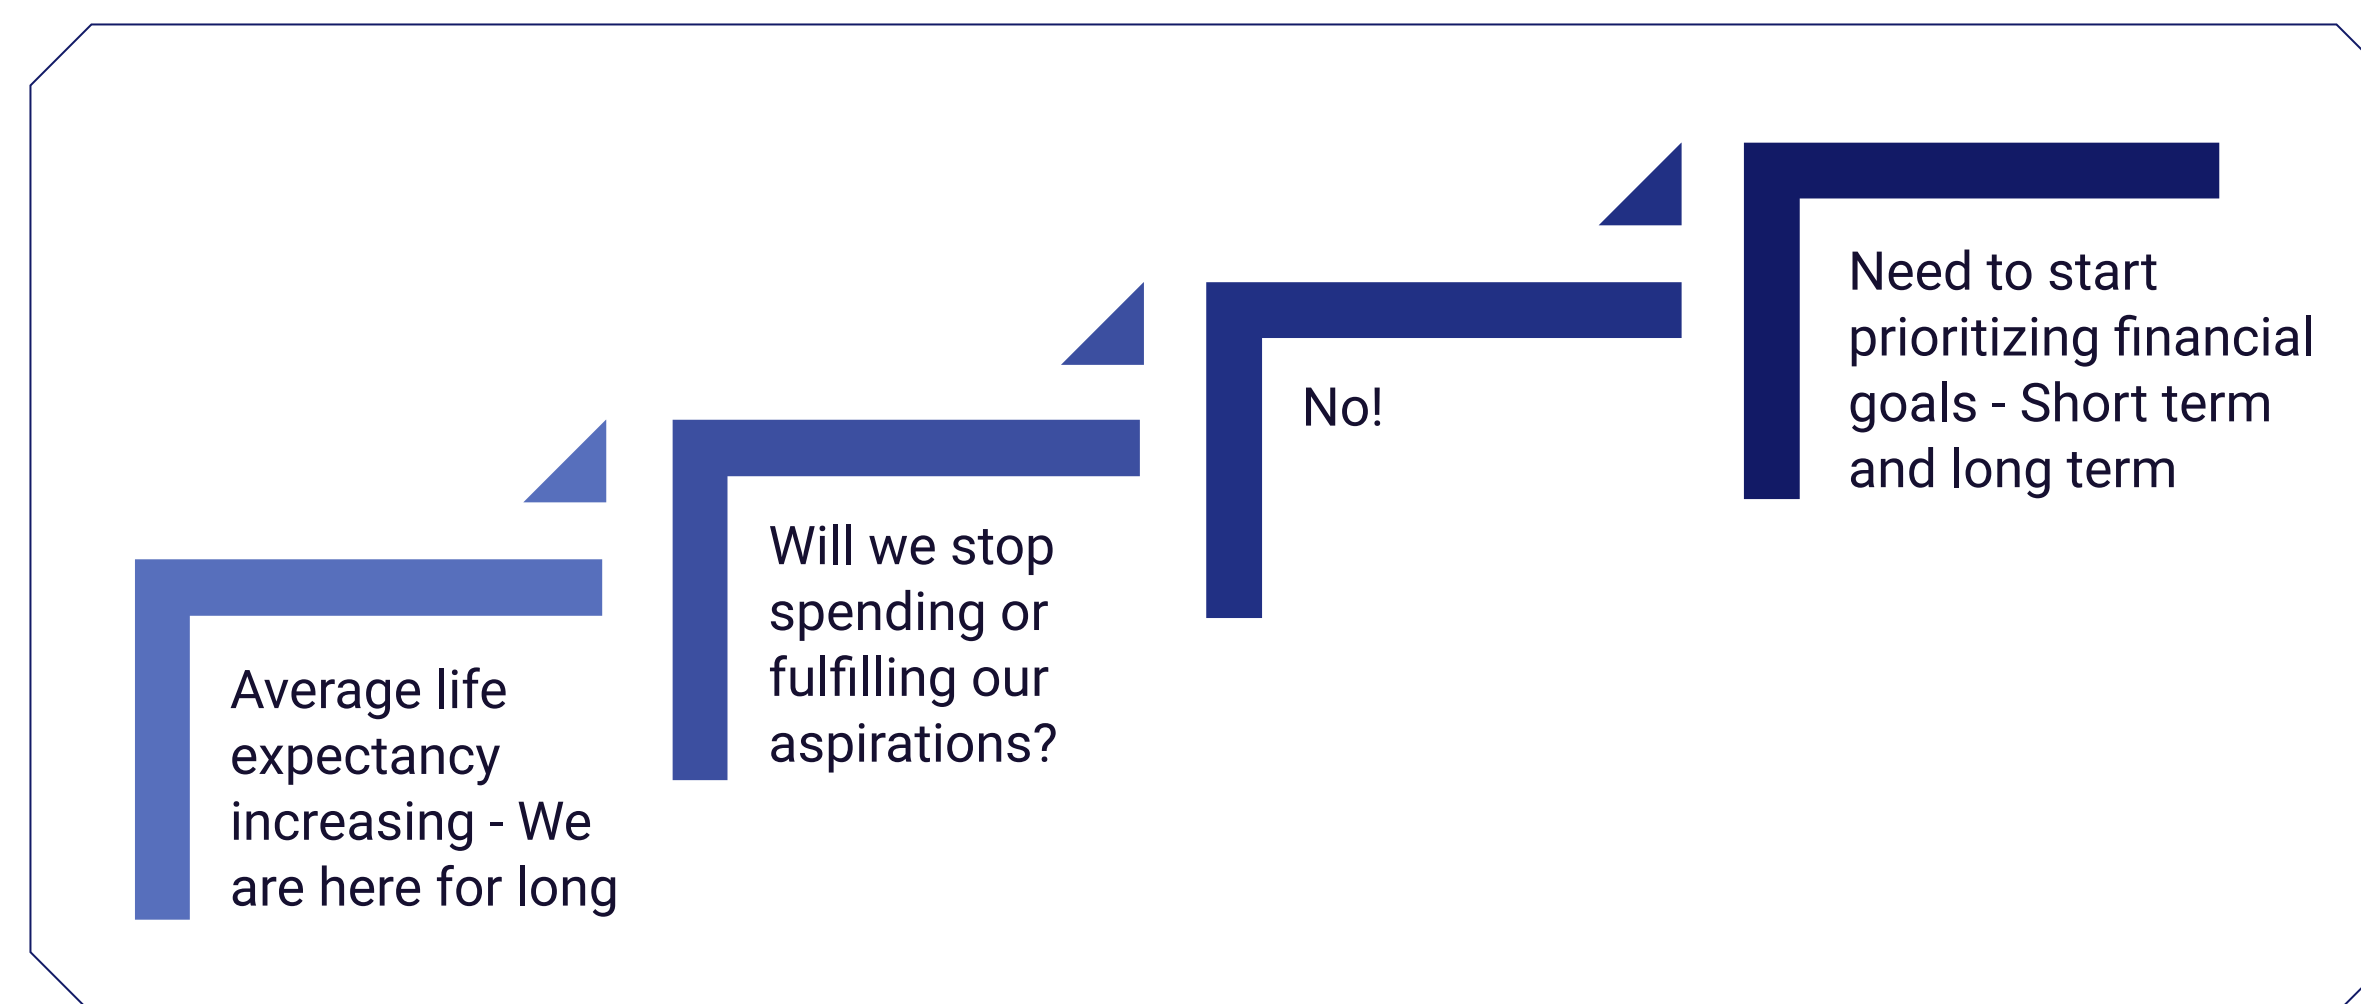 Average life
expectancy
increasing - We
are here for long
Will we stop
spending or
fulfilling our
aspirations?
No!
Need to start
prioritizing financial
goals - Short term
and long term